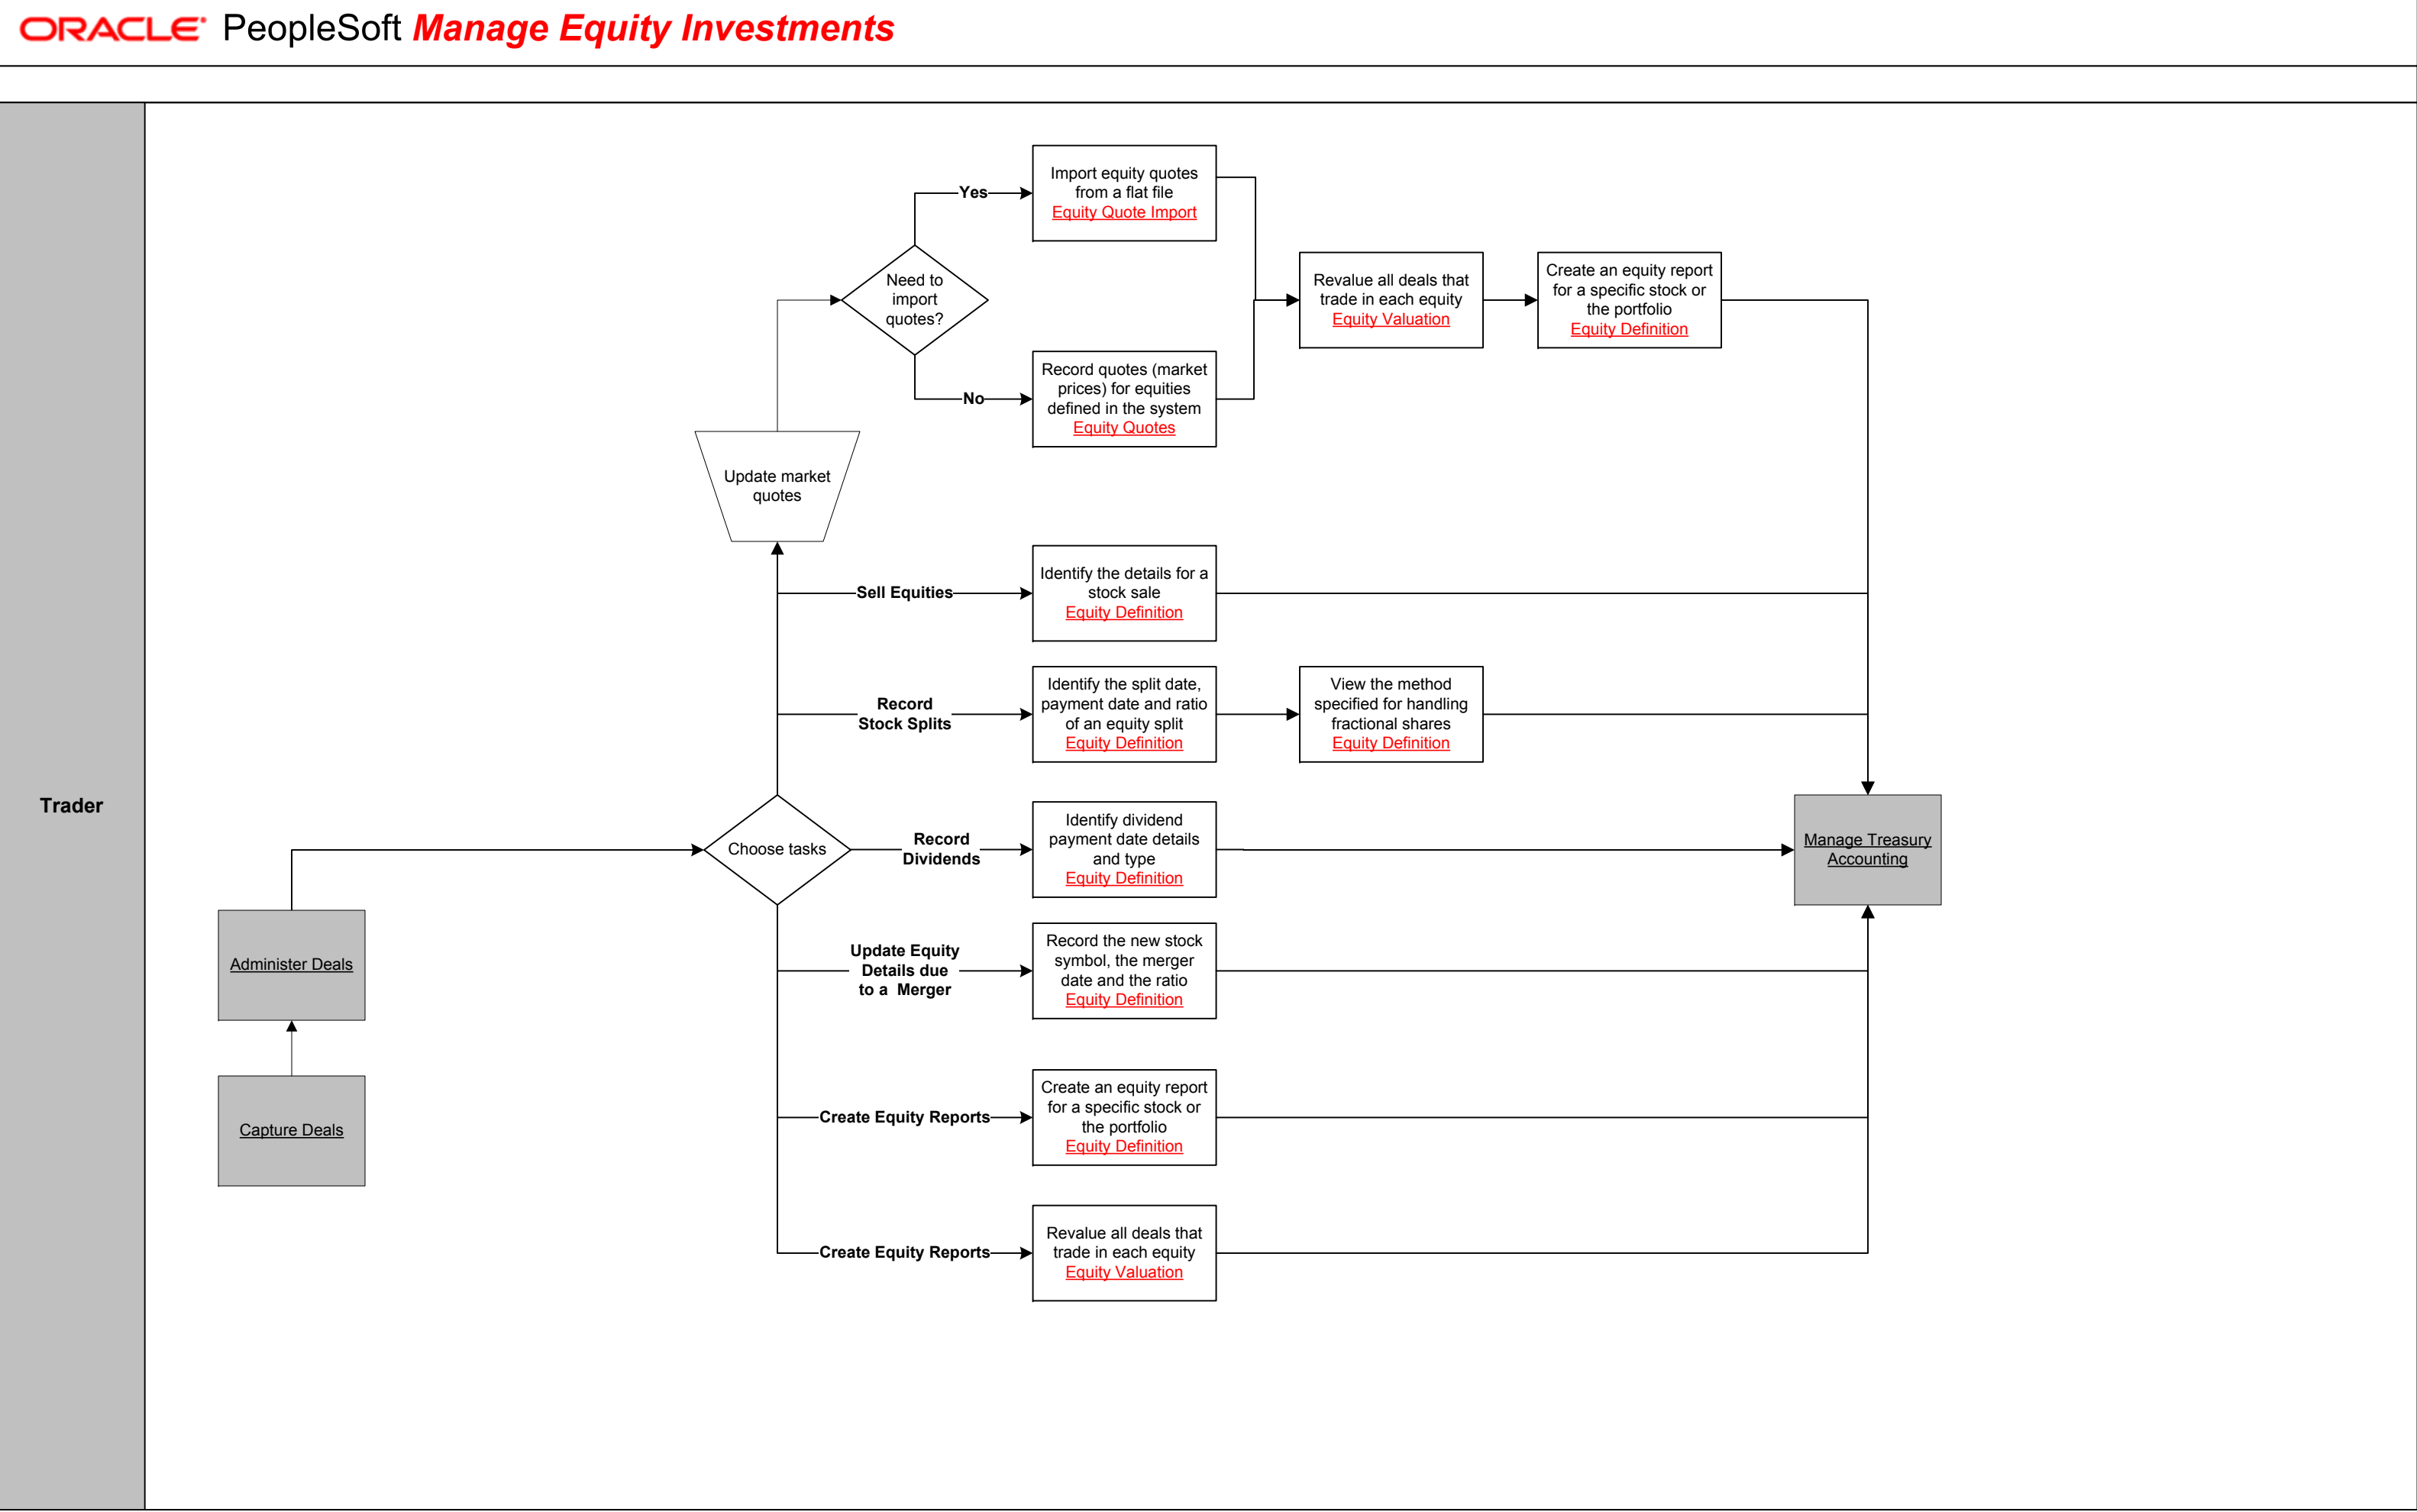 ORACLE® PeopleSoft Manage Equity Investments
Trader
Import equity quotes
from a flat file
Equity Quote Import
Yes
Need to
import
quotes?
Revalue all deals that
trade in each equity
Equity Valuation
Create an equity report
for a specific stock or
the portfolio
Equity Definition
No
Record quotes (market
prices) for equities
defined in the system
Equity Quotes
Update market
quotes
Sell Equities
Identify the details for a
stock sale
Equity Definition
Record
Stock Splits
Identify the split date,
payment date and ratio
of an equity split
Equity Definition
View the method
specified for handling
fractional shares
Equity Definition
Choose tasks
Record
Dividends
Identify dividend
payment date details
and type
Equity Definition
Manage Treasury
Accounting
Administer Deals
Update Equity
Details due
to a Merger
Record the new stock
symbol, the merger
date and the ratio
Equity Definition
Capture Deals
Create Equity Reports
Create an equity report
for a specific stock or
the portfolio
Equity Definition
Create Equity Reports
Revalue all deals that
trade in each equity
Equity Valuation